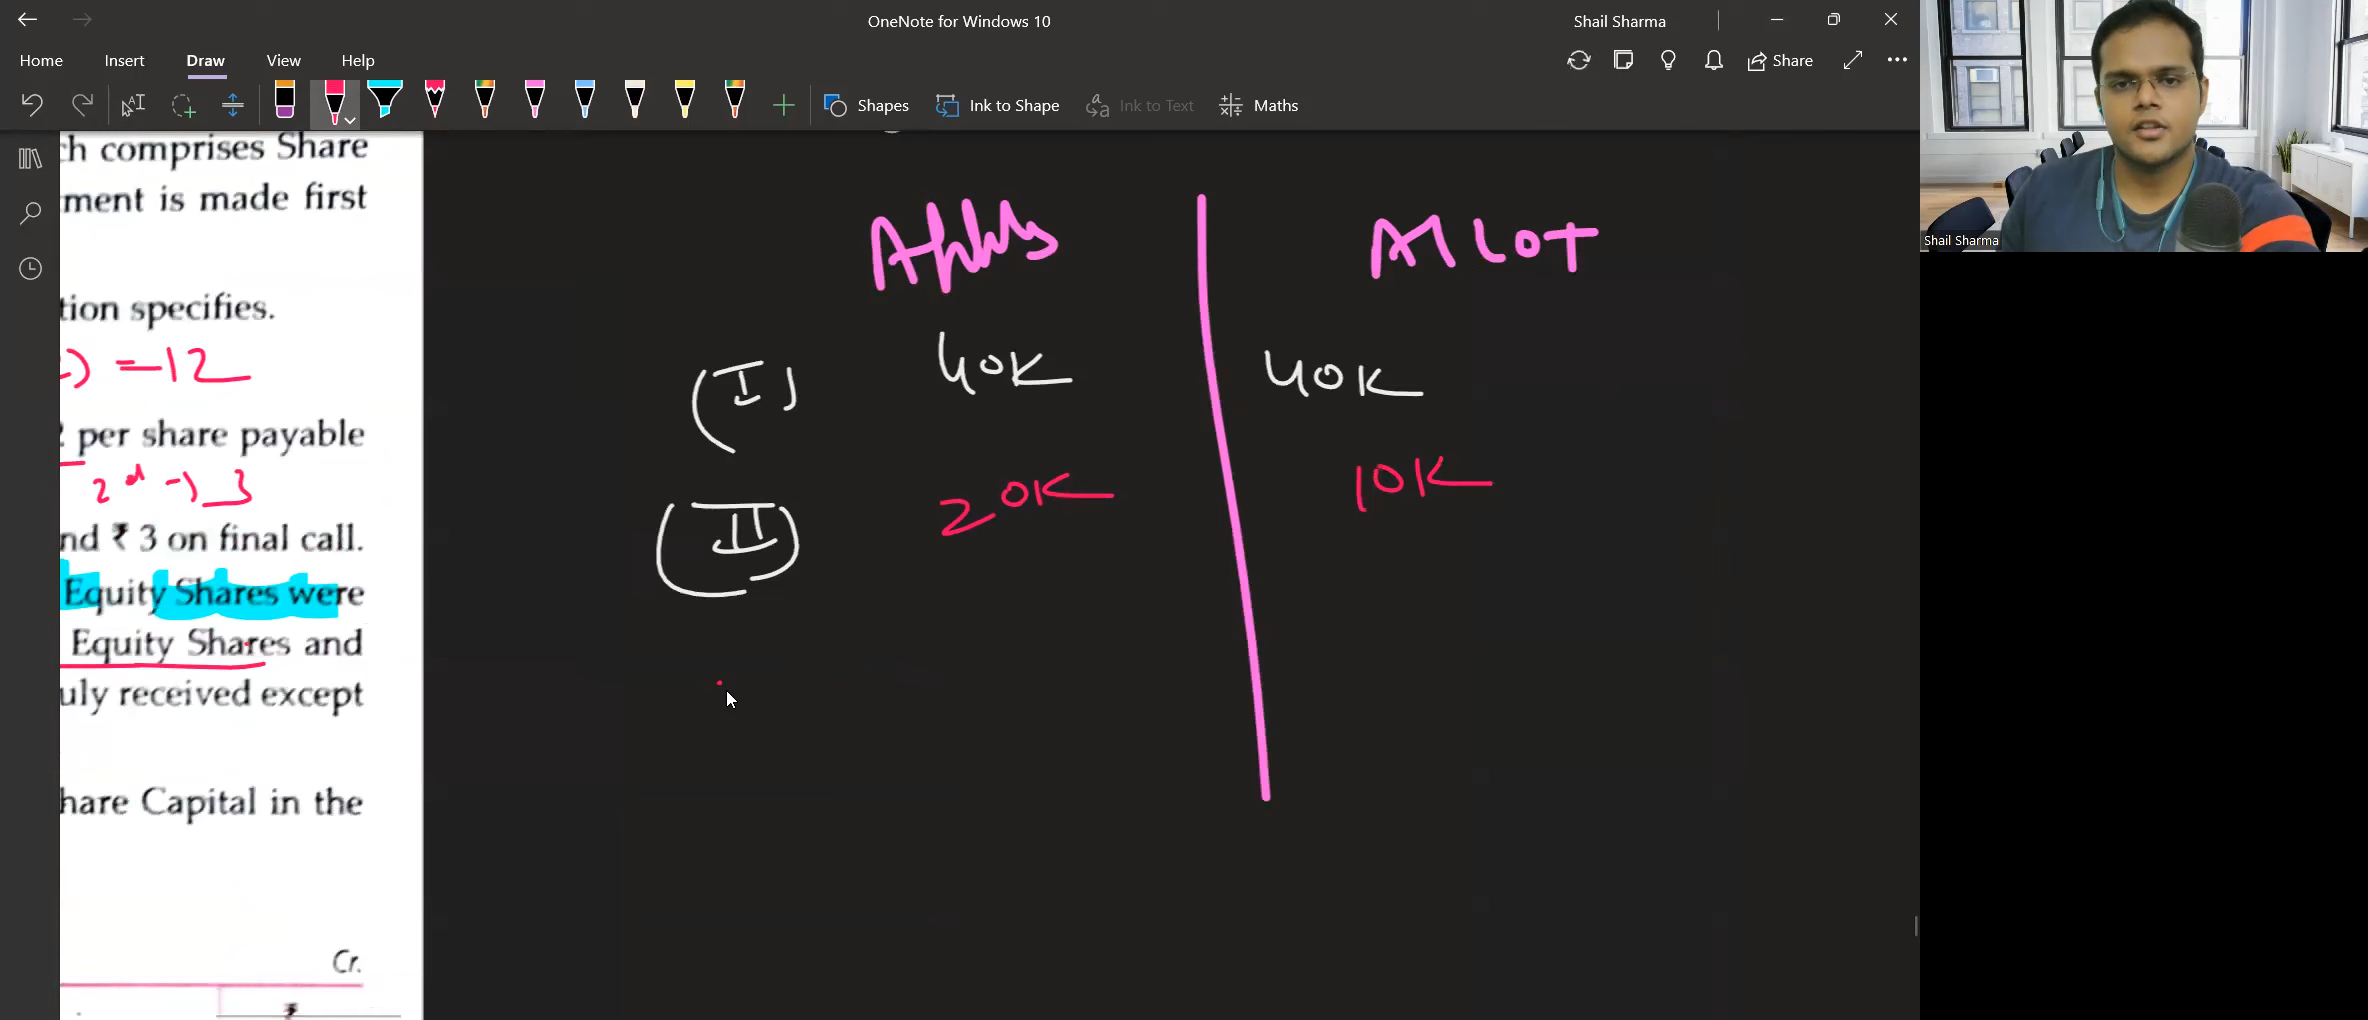 OneNote for Windows 10
Shail Sharma
Home Insert Draw View Help
Share
Shapes Ink to Shape Ink to Text Maths
Shail Sharma
ch comprises Share
ment is made first
tion specifies.
) = 12
per share payable
2nd - 3
nd ₹ 3 on final call.
Equity Shares were
Equity Shares and
uly received except
hare Capital in the
Cr.
₹
Apply Allot
(I) 40K 40K
(II) 20K 10K